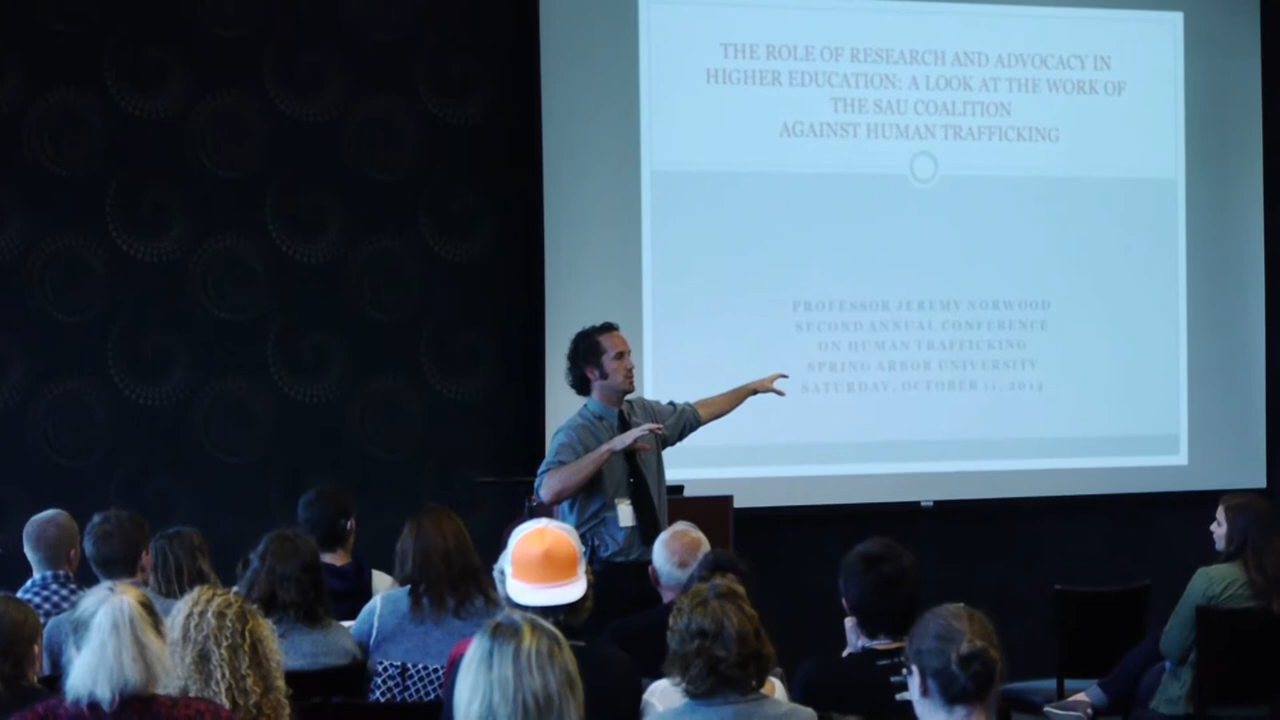 THE ROLE OF RESEARCH AND ADVOCACY IN
HIGHER EDUCATION: A LOOK AT THE WORK OF
THE SAU COALITION
AGAINST HUMAN TRAFFICKING
PROFESSOR JEREMY NORWOOD
SECOND ANNUAL CONFERENCE
ON HUMAN TRAFFICKING
SPRING ARBOR UNIVERSITY
SATURDAY, OCTOBER 11, 2014